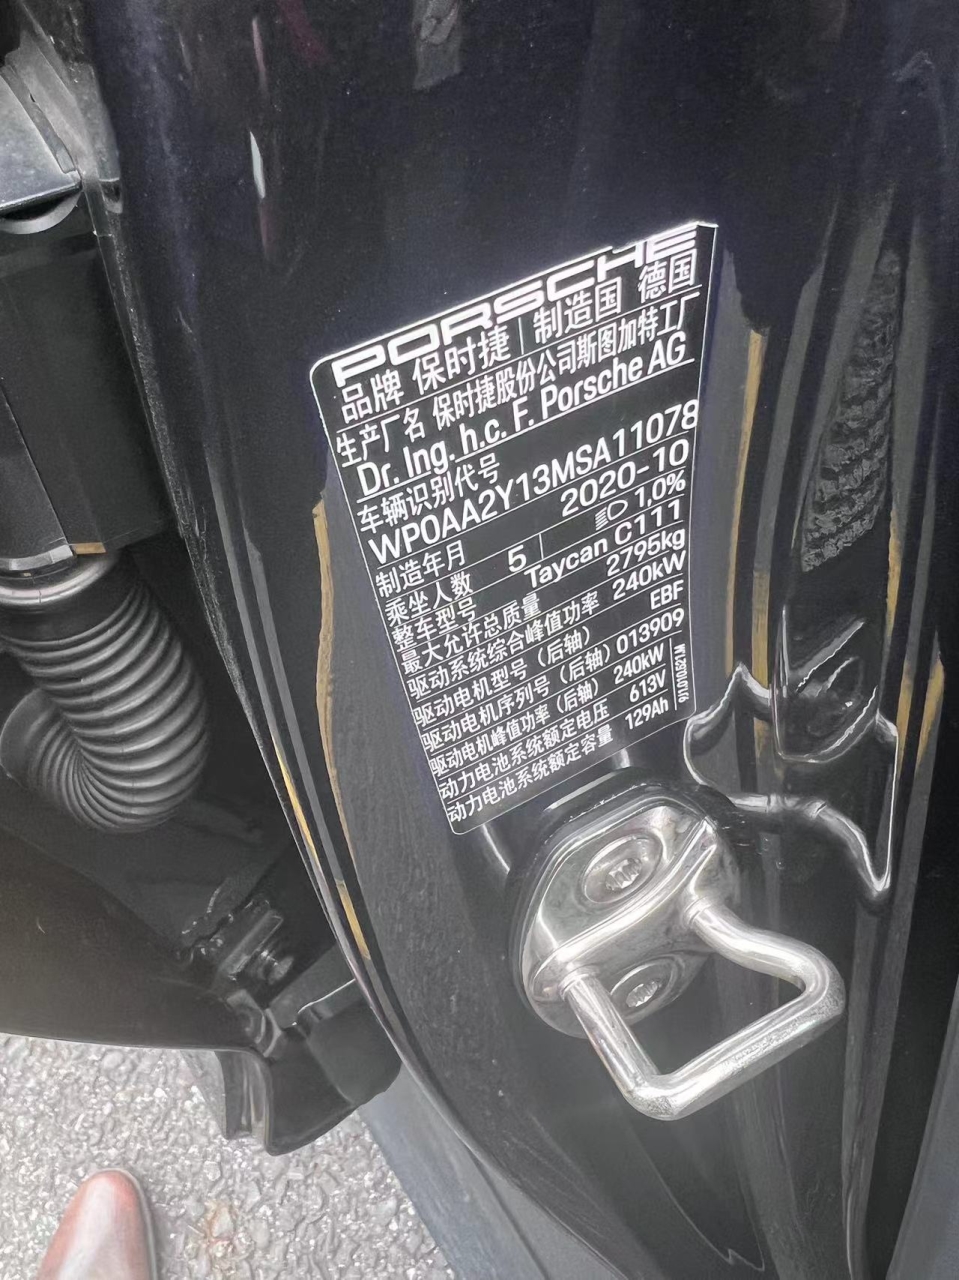 PORSCHE
品牌 保时捷 制造国 德国
生产厂名 保时捷股份公司斯图加特工厂
Dr. Ing. h.c. F. Porsche AG
车辆识别代号
WP0AA2Y13MSA11078
制造年月 2020-10
乘坐人数 5 1.0%
整车型号 Taycan C111
最大允许总质量 2795kg
驱动系统综合峰值功率 240kW
驱动电机型号（后轴） EBF
驱动电机序列号（后轴）013909
驱动电机峰值功率（后轴） 240kW
动力电池系统额定电压 613V
动力电池系统额定容量 129Ah